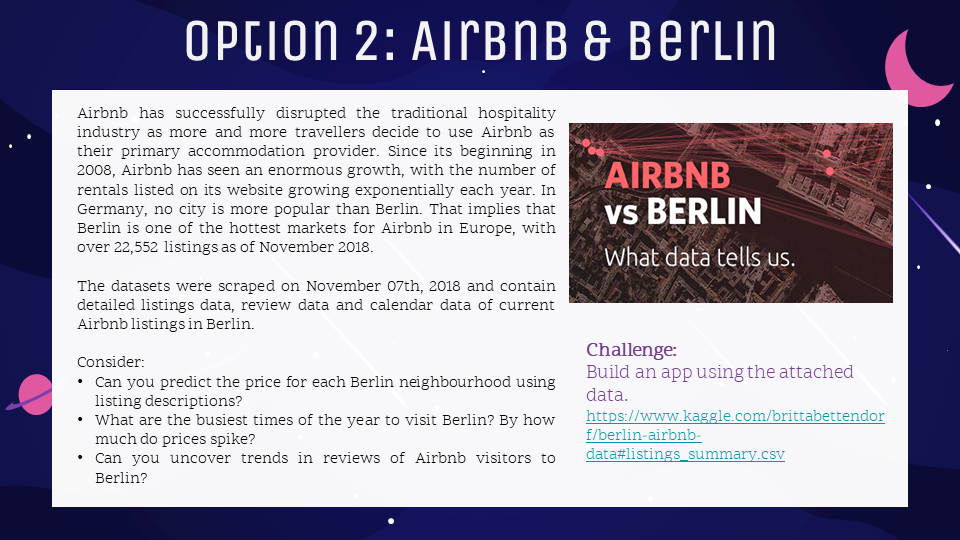 Option 2: Airbnb & Berlin
Airbnb has successfully disrupted the traditional hospitality
industry as more and more travellers decide to use Airbnb as
their primary accommodation provider. Since its beginning in
2008, Airbnb has seen an enormous growth, with the number of
rentals listed on its website growing exponentially each year. In
Germany, no city is more popular than Berlin. That implies that
Berlin is one of the hottest markets for Airbnb in Europe, with
over 22,552 listings as of November 2018.
The datasets were scraped on November 07th, 2018 and contain
detailed listings data, review data and calendar data of current
Airbnb listings in Berlin.
Consider:
• Can you predict the price for each Berlin neighbourhood using
listing descriptions?
• What are the busiest times of the year to visit Berlin? By how
much do prices spike?
• Can you uncover trends in reviews of Airbnb visitors to
Berlin?
AIRBNB
vs BERLIN
What data tells us.
Challenge:
Build an app using the attached
data.
https://www.kaggle.com/brittabettendor
f/berlin-airbnb-
data#listings_summary.csv